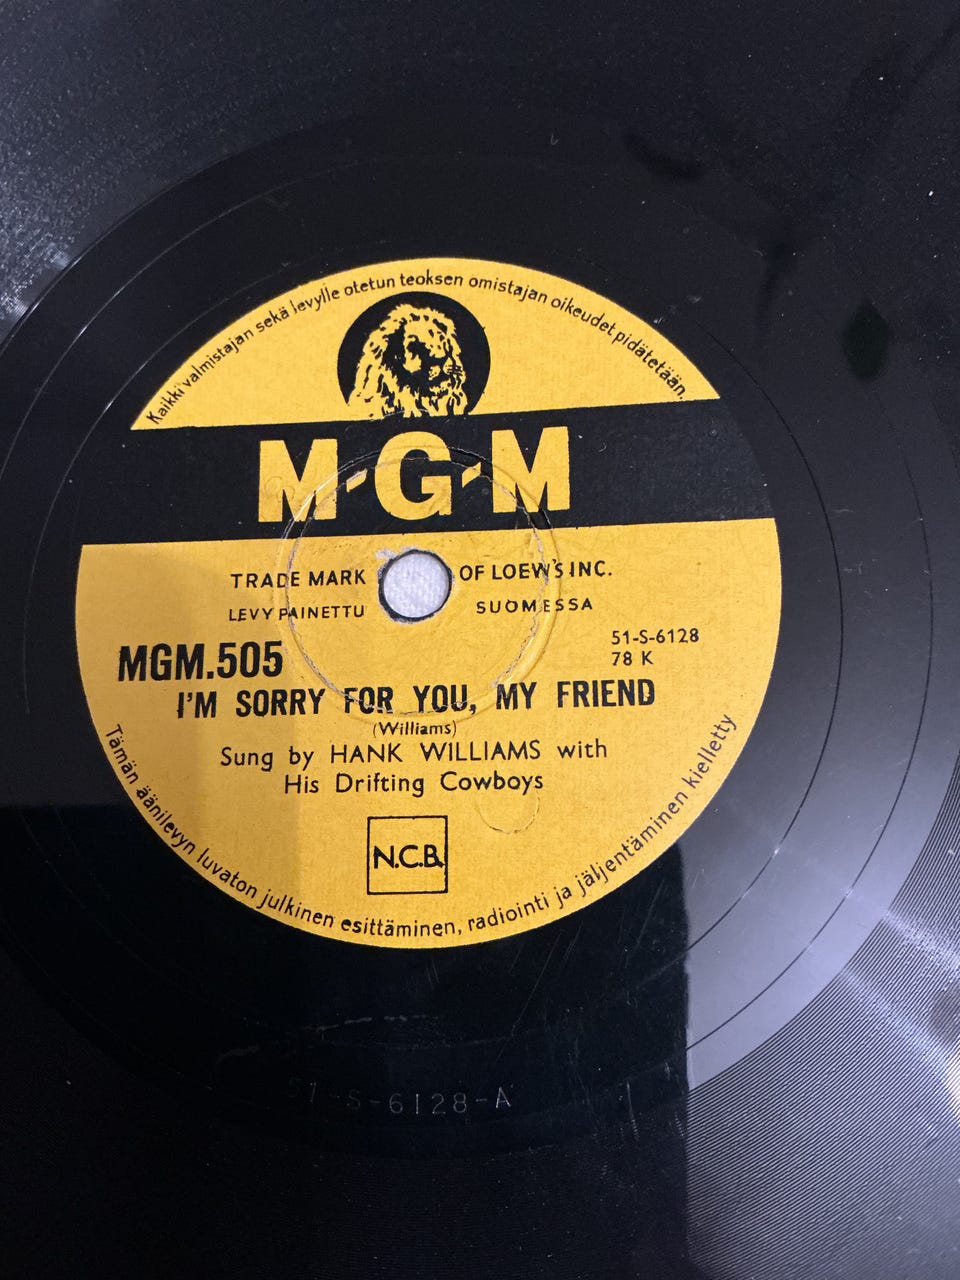 Kaikki valmistajan sekä levylle otetun teoksen omistajan oikeudet pidätetään.
M-G-M
TRADE MARK OF LOEW'S INC.
LEVY PAINETTU SUOMESSA
MGM.505
51-S-6128
78 K
I'M SORRY FOR YOU, MY FRIEND
(Williams)
Sung by HANK WILLIAMS with
His Drifting Cowboys
N.C.B.
Tämän äänilevyn luvaton julkinen esittäminen, radiointi ja jäljentäminen kielletty
51-S-6128-A